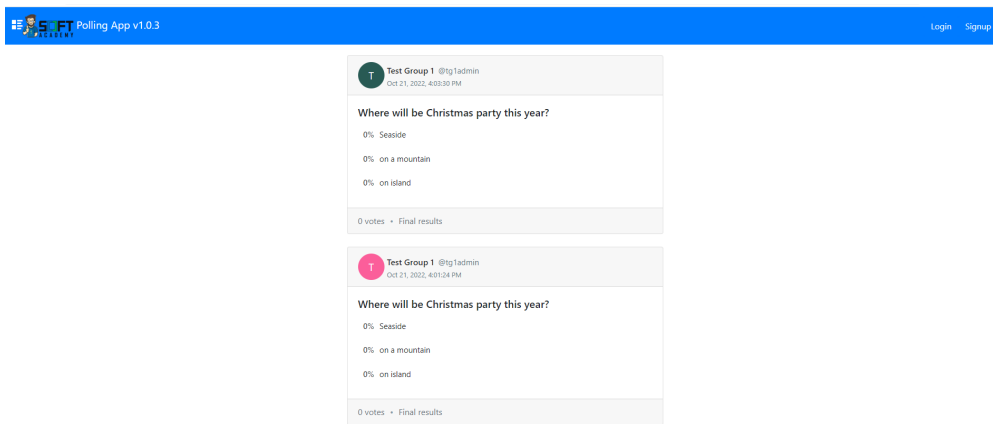 SOFT ACADEMY Polling App v1.0.3 Login Signup
T Test Group 1 @tg1admin
Oct 21, 2022, 4:03:30 PM
Where will be Christmas party this year?
0% Seaside
0% on a mountain
0% on island
0 votes • Final results
T Test Group 1 @tg1admin
Oct 21, 2022, 4:01:24 PM
Where will be Christmas party this year?
0% Seaside
0% on a mountain
0% on island
0 votes • Final results